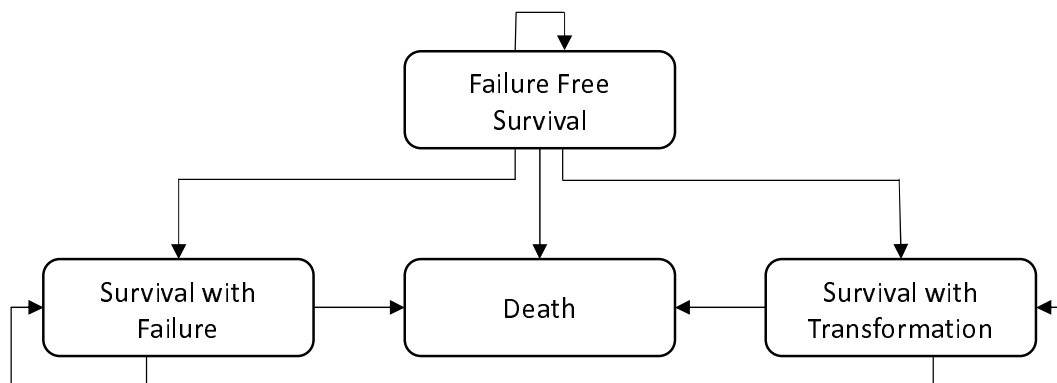 Failure Free
Survival
Survival with
Failure
Death
Survival with
Transformation